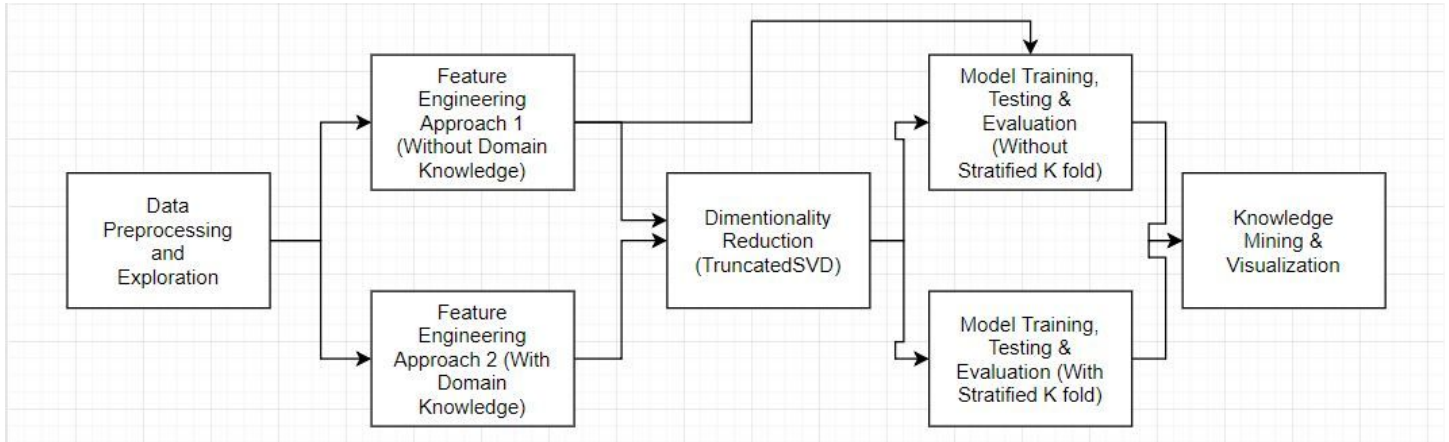 Data
Preprocessing
and
Exploration
Feature
Engineering
Approach 1
(Without Domain
Knowledge)
Feature
Engineering
Approach 2 (With
Domain
Knowledge)
Dimentionality
Reduction
(TruncatedSVD)
Model Training,
Testing &
Evaluation
(Without
Stratified K fold)
Model Training,
Testing &
Evaluation (With
Stratified K fold)
Knowledge
Mining &
Visualization